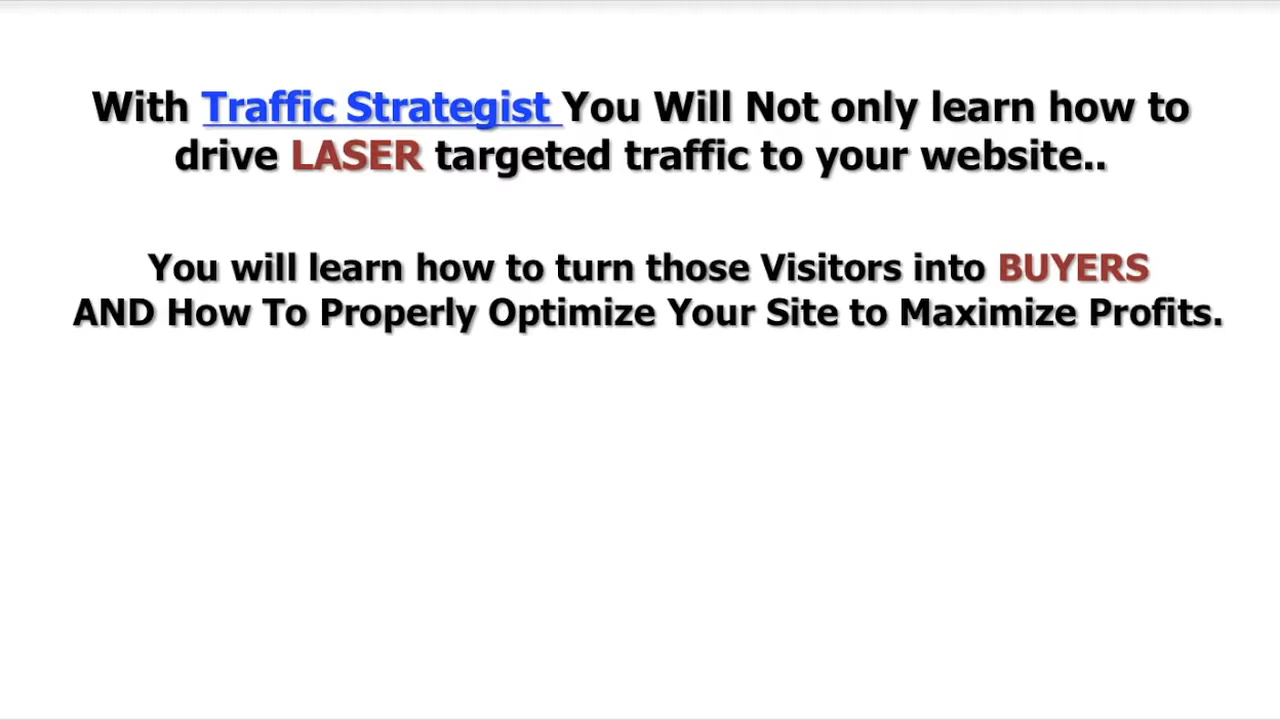 With Traffic Strategist You Will Not only learn how to
drive LASER targeted traffic to your website..
You will learn how to turn those Visitors into BUYERS
AND How To Properly Optimize Your Site to Maximize Profits.